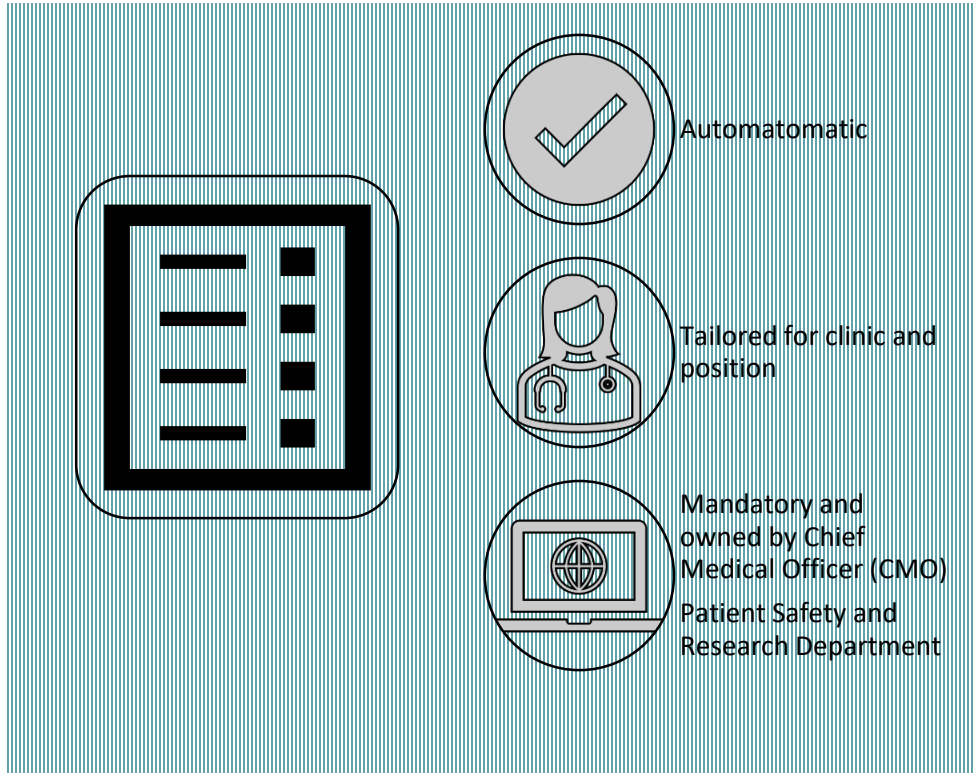 Automatomatic
Tailored for clinic and
position
Mandatory and
owned by Chief
Medical Officer (CMO)
Patient Safety and
Research Department